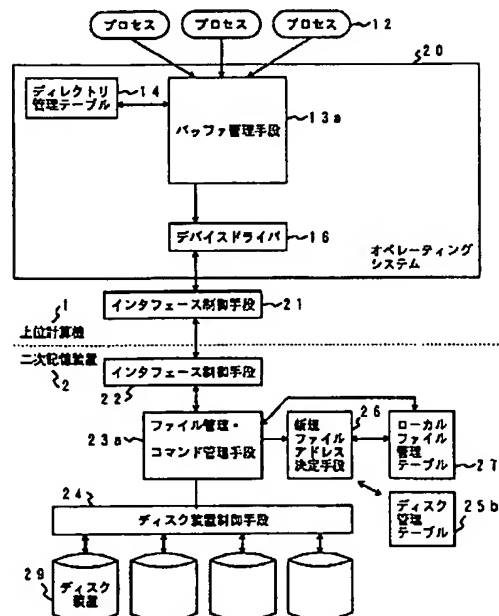 プロセス
プロセス
プロセス
12
20
ディレクトリ
管理テーブル
14
バッファ管理手段
13a
デバイスドライバ
16
オペレーティング
システム
1
上位計算機
インタフェース制御手段
21
二次記憶装置
2
インタフェース制御手段
22
23a
ファイル管理・
コマンド管理手段
26
新規
ファイル
アドレス
決定手段
ローカル
ファイル
管理
テーブル
27
24
ディスク装置制御手段
ディスク
管理
テーブル
25b
29
ディスク
装置